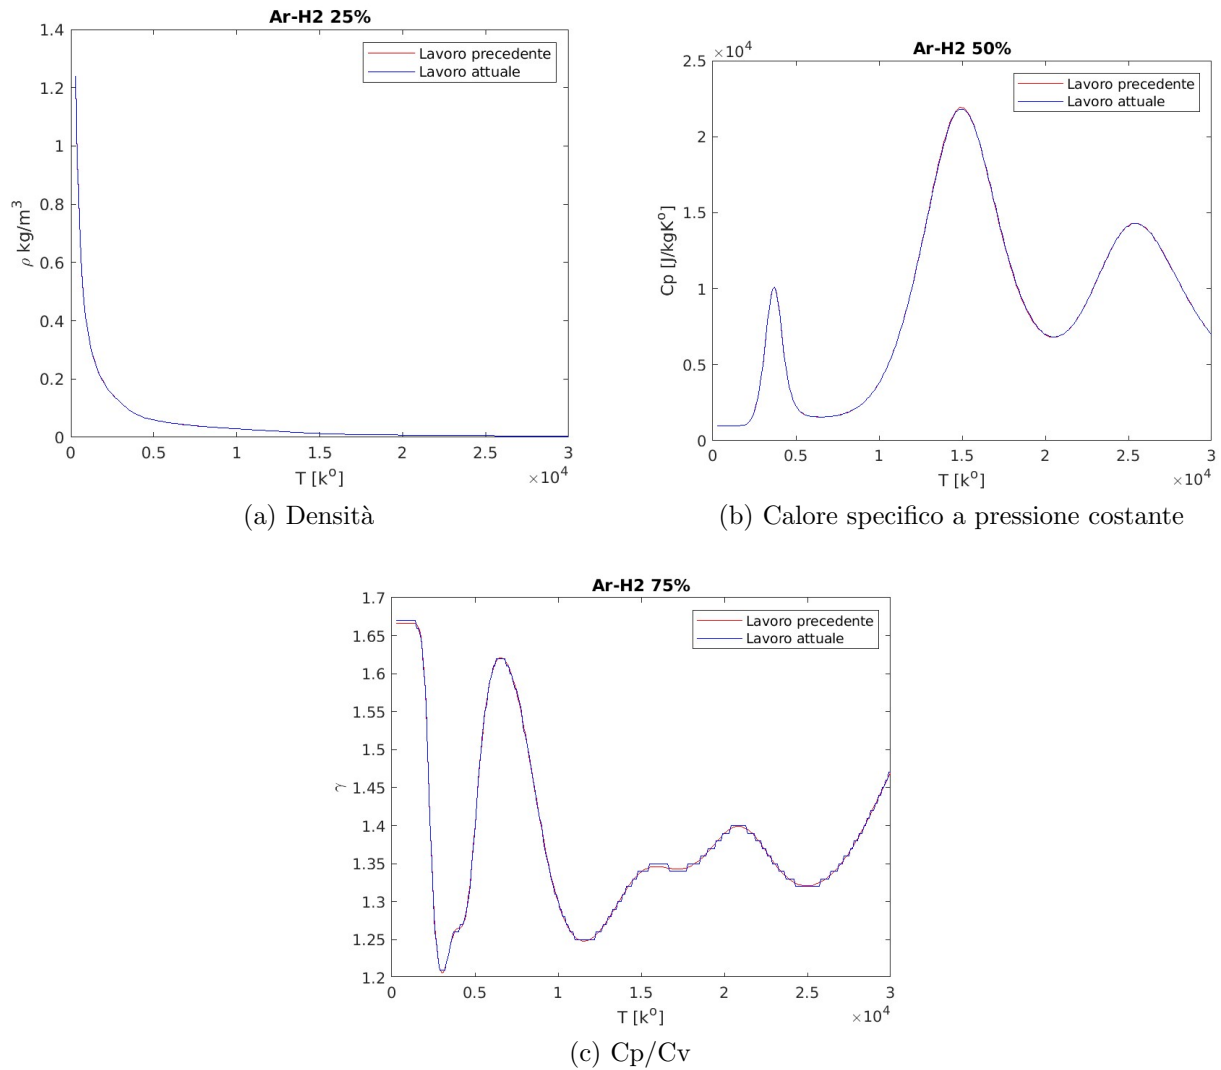 Ar-H2 25%
1.4
1.2
1
0.8
0.6
0.4
0.2
0
ρ kg/m³
Lavoro precedente
Lavoro attuale
0 0.5 1 1.5 2 2.5 3
T [k°]
×10⁴
(a) Densità
Ar-H2 50%
×10⁴
2.5
2
1.5
1
0.5
0
Cp [J/kgK°]
Lavoro precedente
Lavoro attuale
0 0.5 1 1.5 2 2.5 3
T [k°]
×10⁴
(b) Calore specifico a pressione costante
Ar-H2 75%
1.7
1.65
1.6
1.55
1.5
1.45
1.4
1.35
1.3
1.25
1.2
γ
Lavoro precedente
Lavoro attuale
0 0.5 1 1.5 2 2.5 3
T [k°]
×10⁴
(c) Cp/Cv